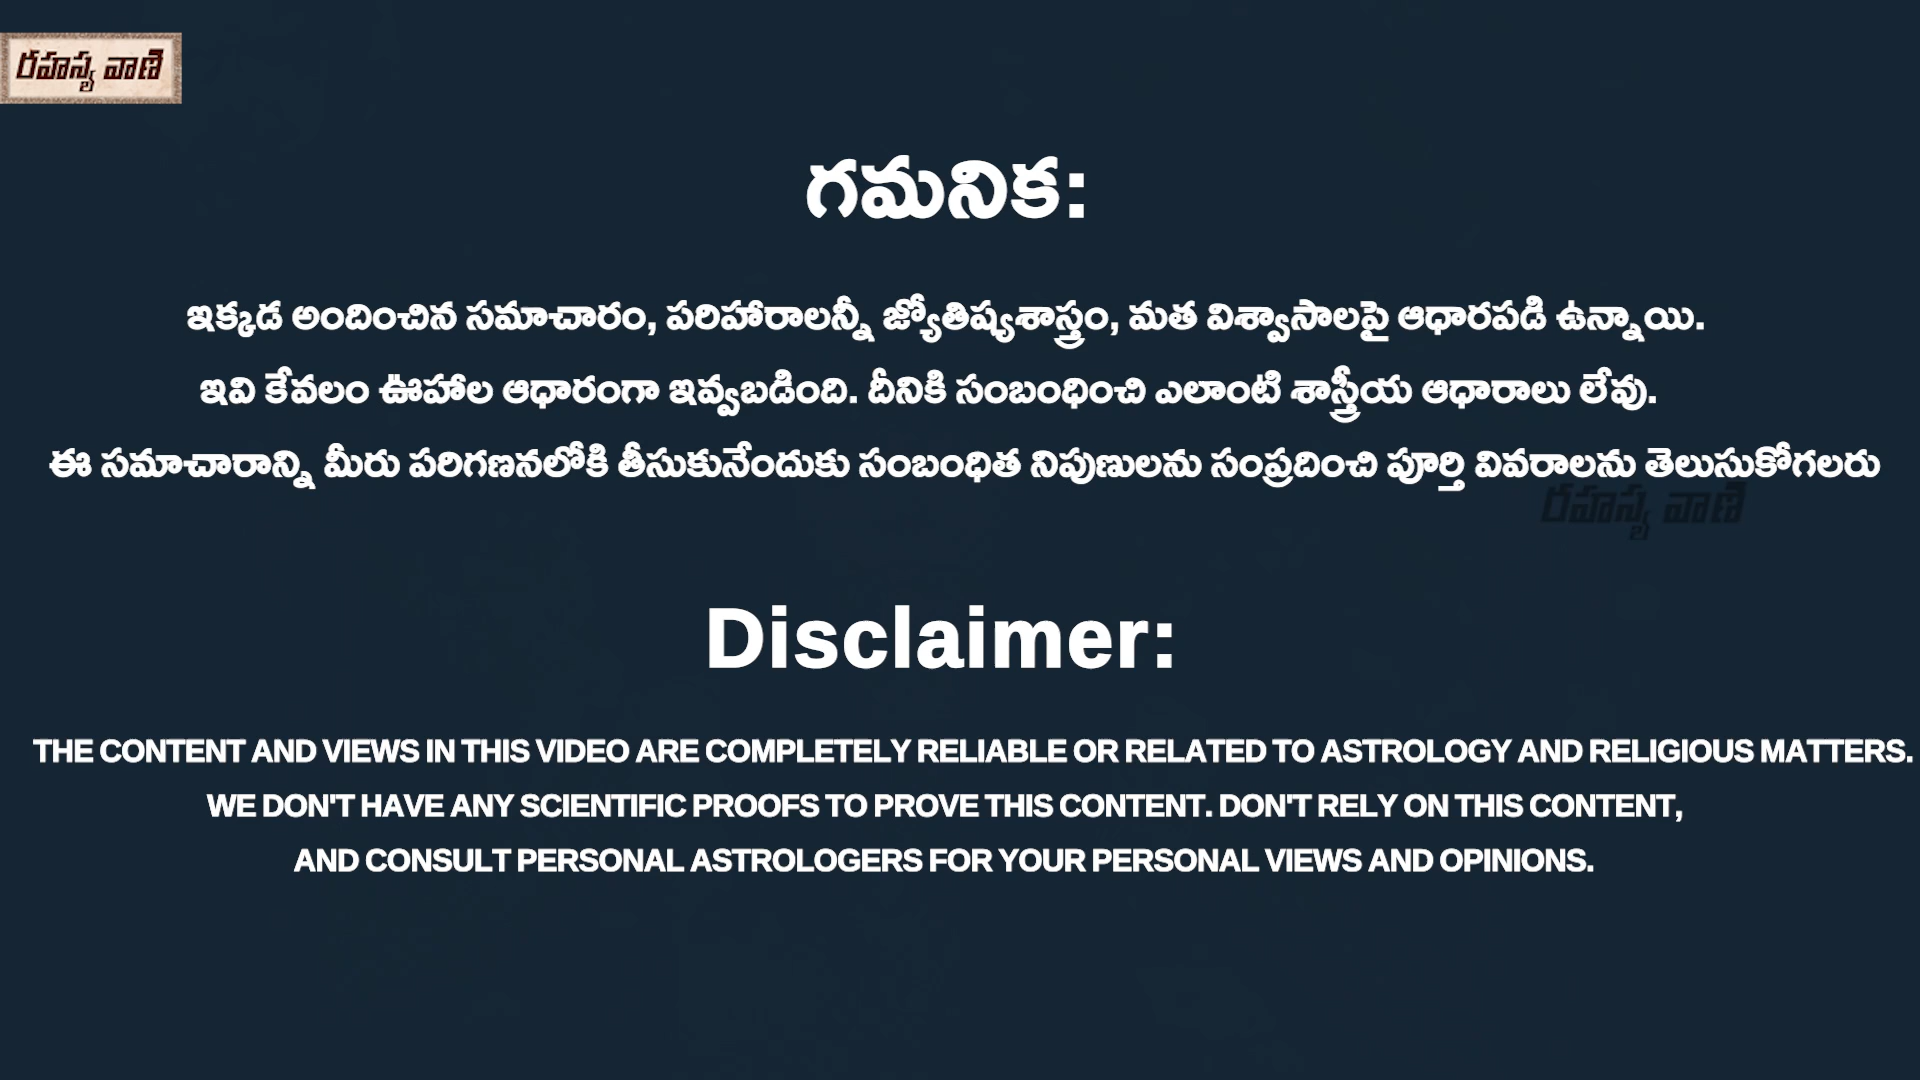 రహస్య వాణి
గమనిక:
ఇక్కడ అందించిన సమాచారం, పరిహారాలన్నీ జ్యోతిష్యశాస్త్రం, మత విశ్వాసాలపై ఆధారపడి ఉన్నాయి.
ఇవి కేవలం ఊహాల ఆధారంగా ఇవ్వబడింది. దీనికి సంబంధించి ఎలాంటి శాస్త్రీయ ఆధారాలు లేవు.
ఈ సమాచారాన్ని మీరు పరిగణనలోకి తీసుకునేందుకు సంబంధిత నిపుణులను సంప్రదించి పూర్తి వివరాలను తెలుసుకోగలరు
రహస్య వాణి
Disclaimer:
THE CONTENT AND VIEWS IN THIS VIDEO ARE COMPLETELY RELIABLE OR RELATED TO ASTROLOGY AND RELIGIOUS MATTERS.
WE DON'T HAVE ANY SCIENTIFIC PROOFS TO PROVE THIS CONTENT. DON'T RELY ON THIS CONTENT,
AND CONSULT PERSONAL ASTROLOGERS FOR YOUR PERSONAL VIEWS AND OPINIONS.